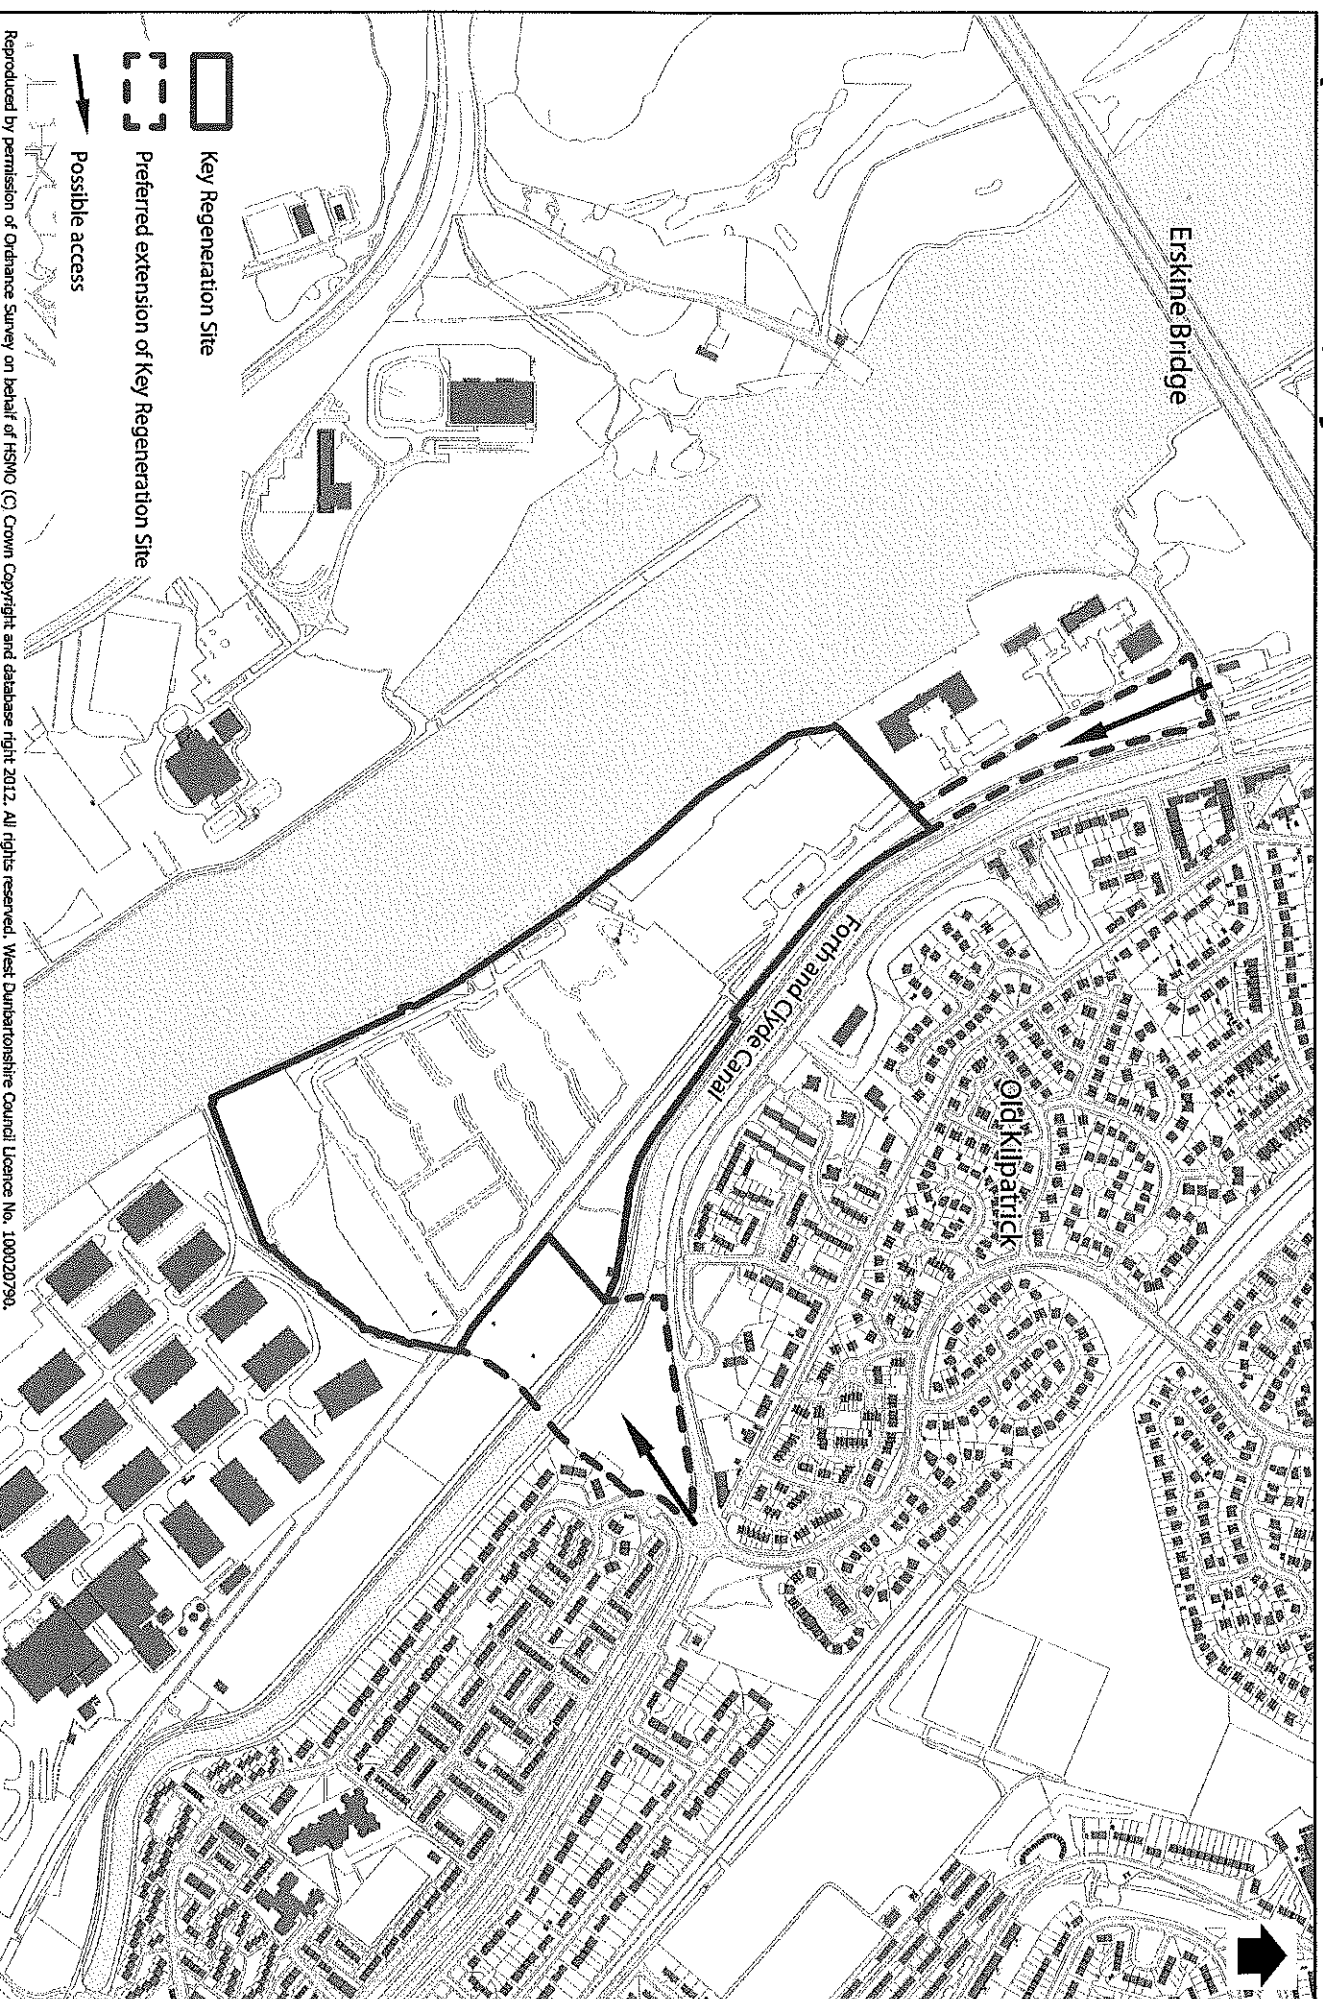 Erskine Bridge
Old Kilpatrick
Forth and Clyde Canal
Key Regeneration Site
Preferred extension of Key Regeneration Site
Possible access
Reproduced by permission of Ordnance Survey on behalf of HSMO (C) Crown Copyright and database right 2012. All rights reserved. West Dunbartonshire Council Licence No. 100020790.